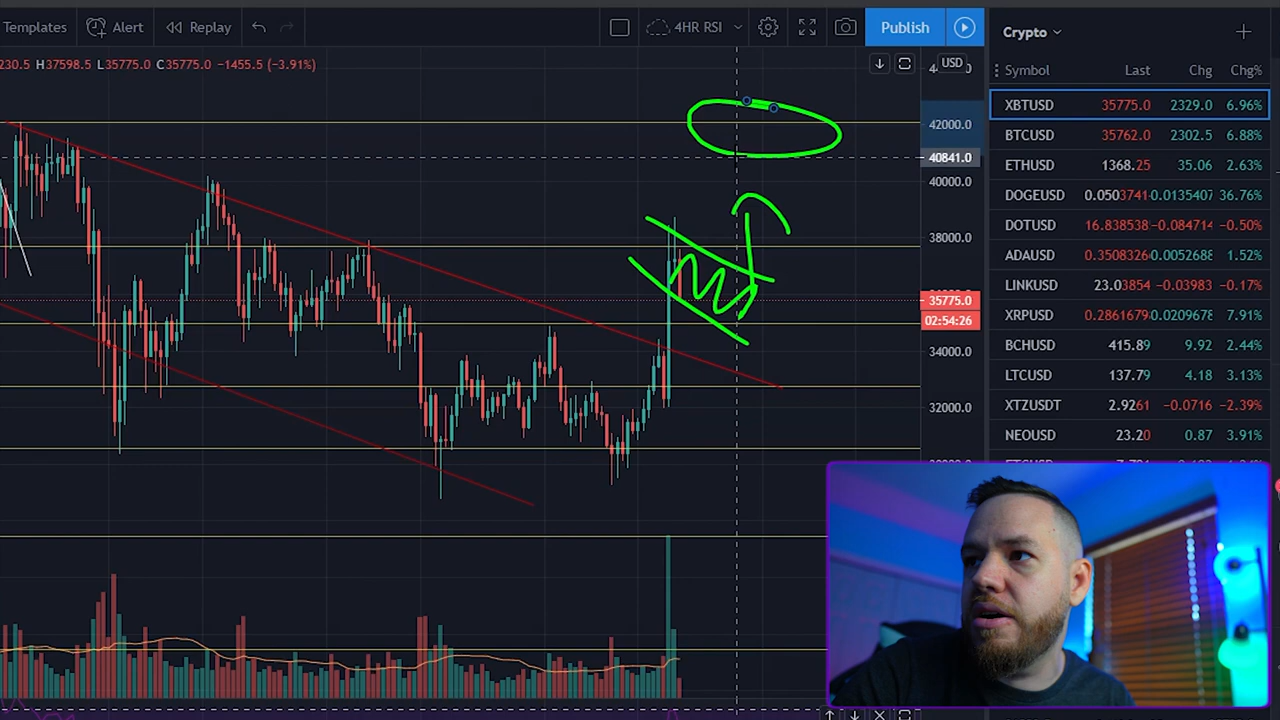 Templates Alert Replay 4HR RSI Publish
230.5 H37598.5 L35775.0 C35775.0 -1455.5 (-3.91%)
USD
42000.0
40841.0
40000.0
38000.0
35775.0
02:54:26
34000.0
32000.0
Crypto
Symbol Last Chg Chg%
XBTUSD 35775.0 2329.0 6.96%
BTCUSD 35762.0 2302.5 6.88%
ETHUSD 1368.25 35.06 2.63%
DOGEUSD 0.0503741 0.0135407 36.76%
DOTUSD 16.838538 -0.084714 -0.50%
ADAUSD 0.3508326 0.0052688 1.52%
LINKUSD 23.03854 -0.03983 -0.17%
XRPUSD 0.2861679 0.0209678 7.91%
BCHUSD 415.89 9.92 2.44%
LTCUSD 137.79 4.18 3.13%
XTZUSDT 2.9261 -0.0716 -2.39%
NEOUSD 23.20 0.87 3.91%